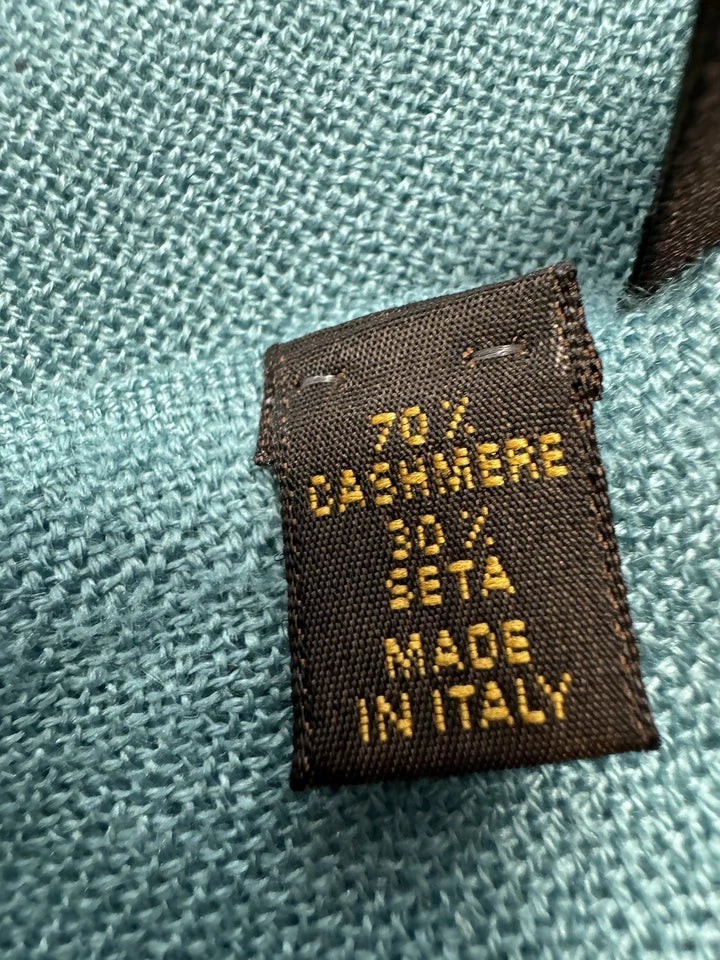 70 %
CASHMERE
30 %
SETA
MADE
IN ITALY